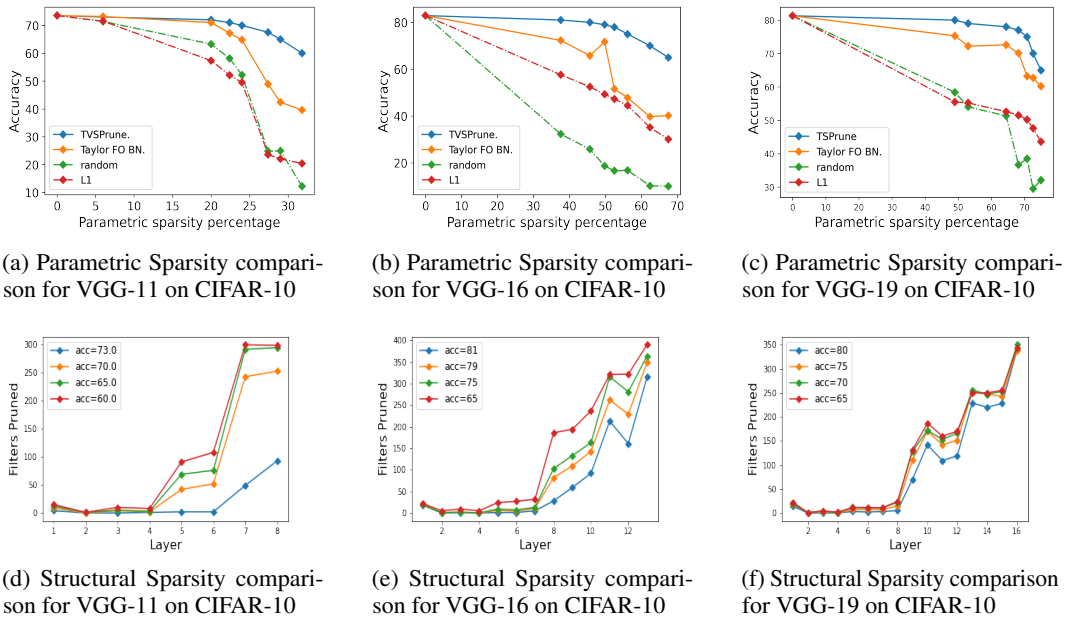 70
60
50
40
30
20
10
Accuracy
TVSPrune.
Taylor FO BN.
random
L1
0 5 10 15 20 25 30
Parametric sparsity percentage
80
60
40
20
Accuracy
TVSPrune.
Taylor FO BN.
random
L1
0 10 20 30 40 50 60 70
Parametric sparsity percentage
80
70
60
50
40
30
Accuracy
TSPrune
Taylor FO BN.
random
L1
0 10 20 30 40 50 60 70
Parametric sparsity percentage
(a) Parametric Sparsity compari-
son for VGG-11 on CIFAR-10
(b) Parametric Sparsity compari-
son for VGG-16 on CIFAR-10
(c) Parametric Sparsity compari-
son for VGG-19 on CIFAR-10
300
250
200
150
100
50
0
Filters Pruned
acc=73.0
acc=70.0
acc=65.0
acc=60.0
1 2 3 4 5 6 7 8
Layer
400
350
300
250
200
150
100
50
0
Filters Pruned
acc=81
acc=79
acc=75
acc=65
2 4 6 8 10 12
Layer
350
300
250
200
150
100
50
0
Filters Pruned
acc=80
acc=75
acc=70
acc=65
2 4 6 8 10 12 14 16
Layer
(d) Structural Sparsity compari-
son for VGG-11 on CIFAR-10
(e) Structural Sparsity compari-
son for VGG-16 on CIFAR-10
(f) Structural Sparsity comparison
for VGG-19 on CIFAR-10